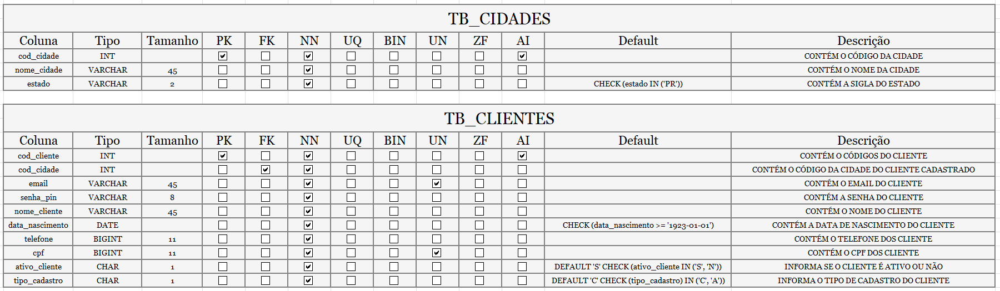 TB_CIDADES
Coluna Tipo Tamanho PK FK NN UQ BIN UN ZF AI Default Descrição
cod_cidade INT CONTÉM O CÓDIGO DA CIDADE
nome_cidade VARCHAR 45 CONTÉM O NOME DA CIDADE
estado VARCHAR 2 CHECK (estado IN ('PR')) CONTÉM A SIGLA DO ESTADO
TB_CLIENTES
Coluna Tipo Tamanho PK FK NN UQ BIN UN ZF AI Default Descrição
cod_cliente INT CONTÉM O CÓDIGOS DO CLIENTE
cod_cidade INT CONTÉM O CÓDIGO DA CIDADE DO CLIENTE CADASTRADO
email VARCHAR 45 CONTÉM O EMAIL DO CLIENTE
senha_pin VARCHAR 8 CONTÉM A SENHA DO CLIENTE
nome_cliente VARCHAR 45 CONTÉM O NOME DO CLIENTE
data_nascimento DATE CHECK (data_nascimento >= '1923-01-01') CONTÉM A DATA DE NASCIMENTO DO CLIENTE
telefone BIGINT 11 CONTÉM O TELEFONE DOS CLIENTE
cpf BIGINT 11 CONTÉM O CPF DOS CLIENTE
ativo_cliente CHAR 1 DEFAULT 'S' CHECK (ativo_cliente IN ('S', 'N')) INFORMA SE O CLIENTE É ATIVO OU NÃO
tipo_cadastro CHAR 1 DEFAULT 'C' CHECK (tipo_cadastro) IN ('C', 'A')) INFORMA O TIPO DE CADASTRO DO CLIENTE